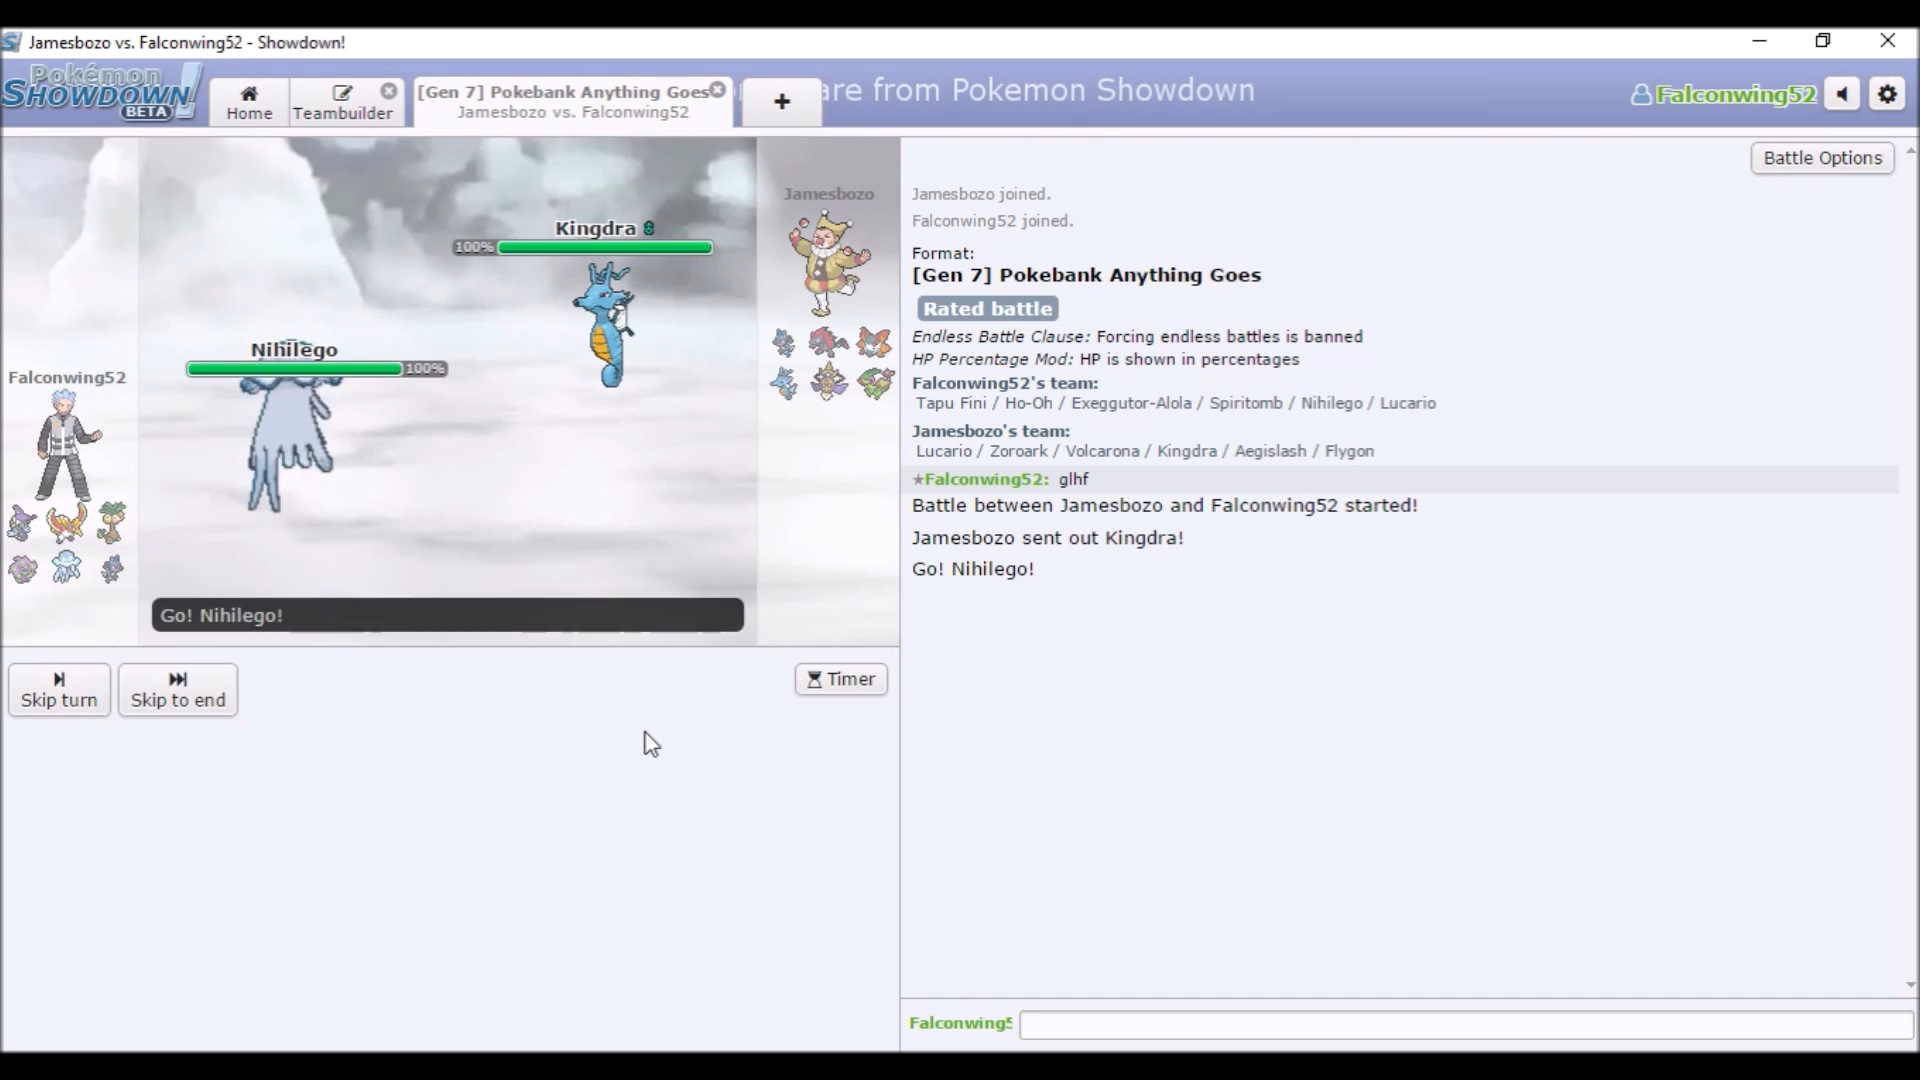 Jamesbozo vs. Falconwing52 - Showdown!
Pokémon
SHOWDOWN!
BETA
Home
Teambuilder
[Gen 7] Pokebank Anything Goes
Jamesbozo vs. Falconwing52
+
are from Pokemon Showdown
Falconwing52
Battle Options
Jamesbozo
Kingdra
100%
Nihilego
100%
Falconwing52
Go! Nihilego!
Skip turn
Skip to end
Timer
Jamesbozo joined.
Falconwing52 joined.
Format:
[Gen 7] Pokebank Anything Goes
Rated battle
Endless Battle Clause: Forcing endless battles is banned
HP Percentage Mod: HP is shown in percentages
Falconwing52's team:
Tapu Fini / Ho-Oh / Exeggutor-Alola / Spiritomb / Nihilego / Lucario
Jamesbozo's team:
Lucario / Zoroark / Volcarona / Kingdra / Aegislash / Flygon
★Falconwing52: glhf
Battle between Jamesbozo and Falconwing52 started!
Jamesbozo sent out Kingdra!
Go! Nihilego!